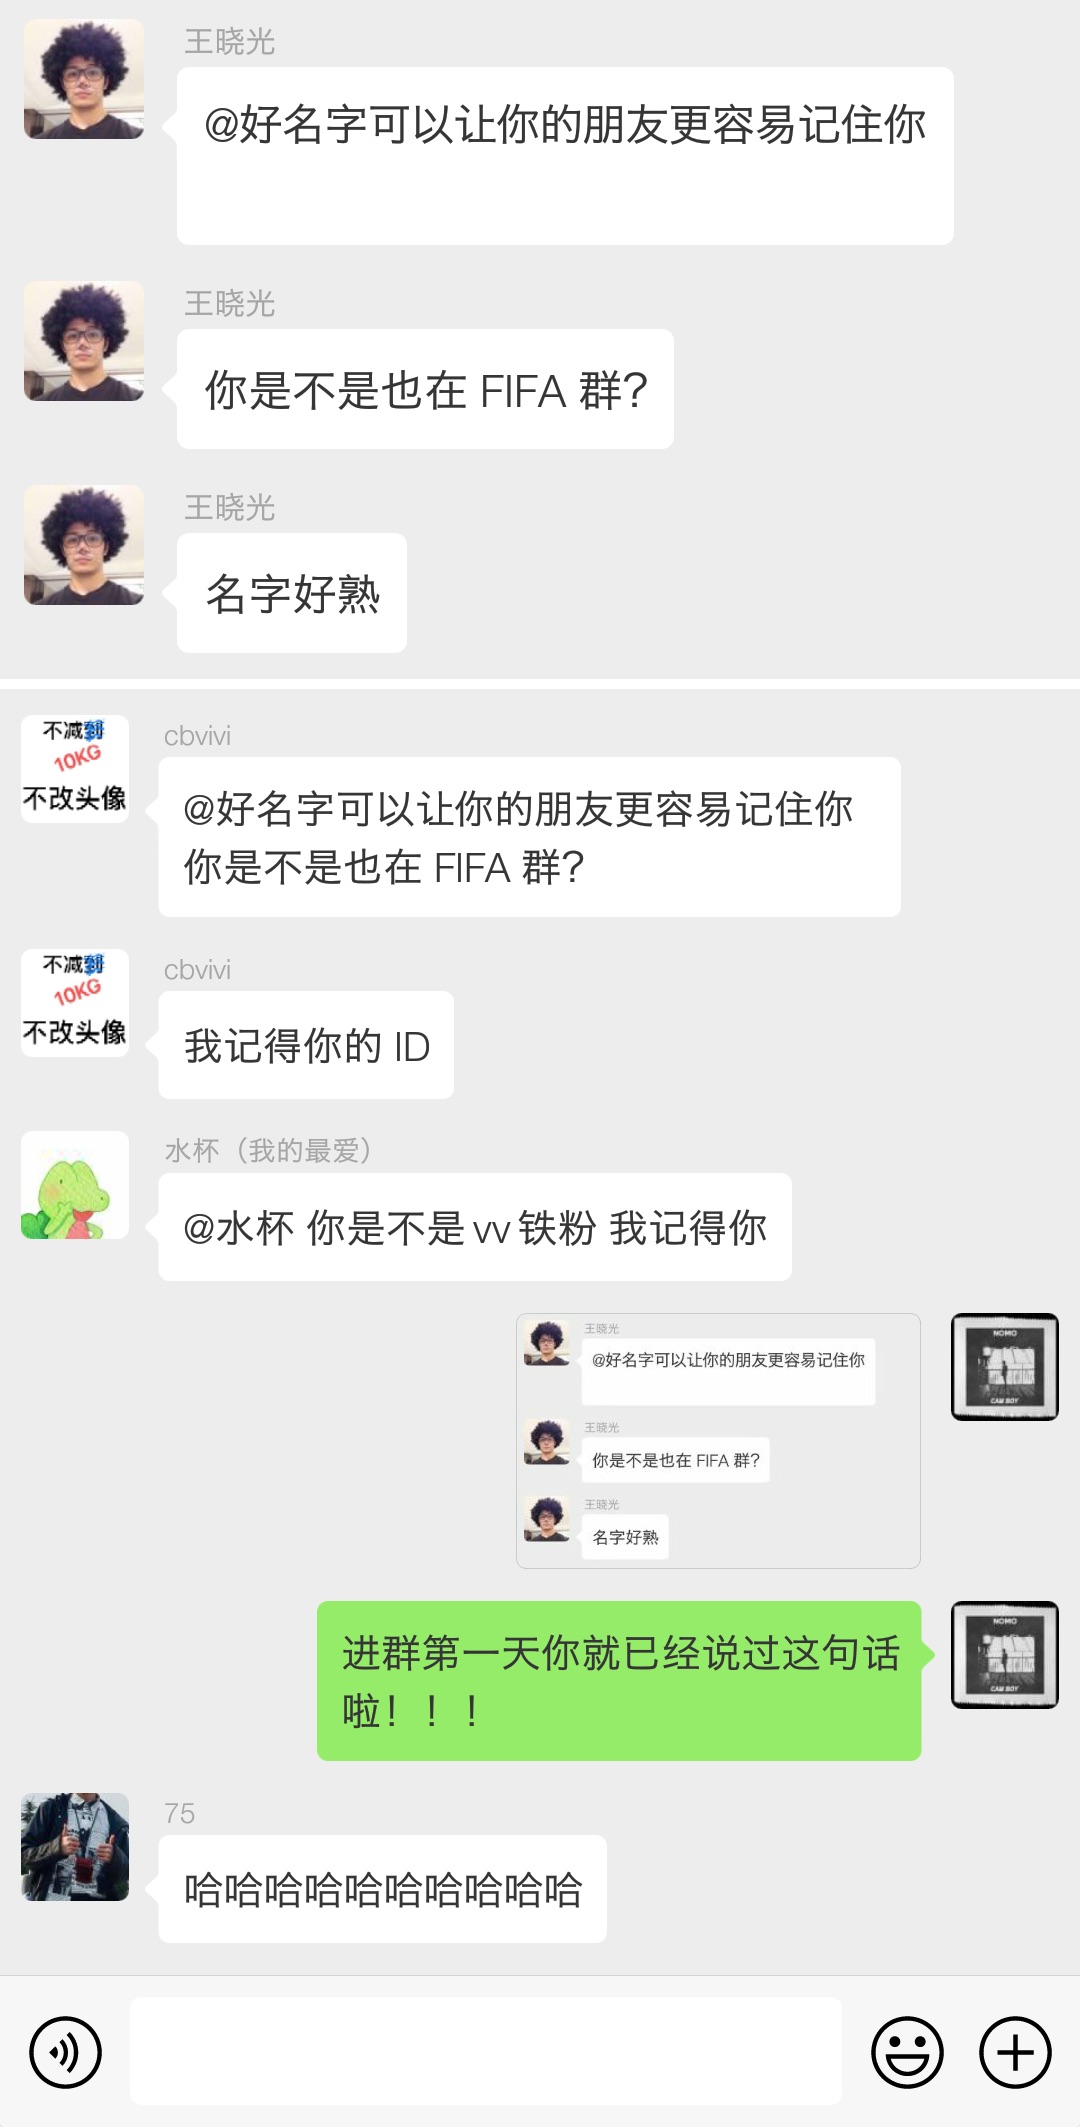 王晓光
@好名字可以让你的朋友更容易记住你
王晓光
你是不是也在 FIFA 群?
王晓光
名字好熟
不减到
10KG
不改头像
cbvivi
@好名字可以让你的朋友更容易记住你
你是不是也在 FIFA 群?
不减到
10KG
不改头像
cbvivi
我记得你的 ID
水杯（我的最爱）
@水杯 你是不是 vv 铁粉 我记得你
王晓光
@好名字可以让你的朋友更容易记住你
王晓光
你是不是也在 FIFA 群?
王晓光
名字好熟
NOMO
CAM BOY
进群第一天你就已经说过这句话
啦！！！
NOMO
CAM BOY
75
哈哈哈哈哈哈哈哈哈哈